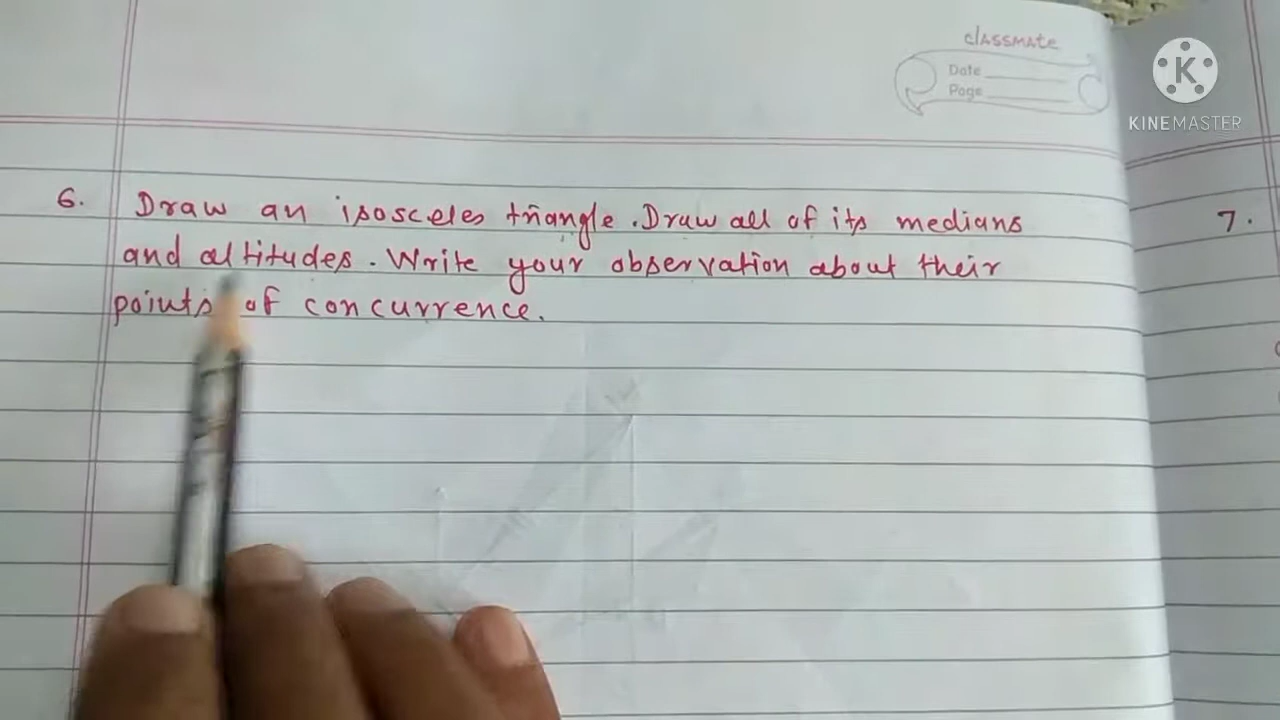 classmate
Date
Page
KINEMASTER
6. Draw an isosceles triangle. Draw all of its medians
and altitudes. Write your observation about their
points of concurrence.
7.